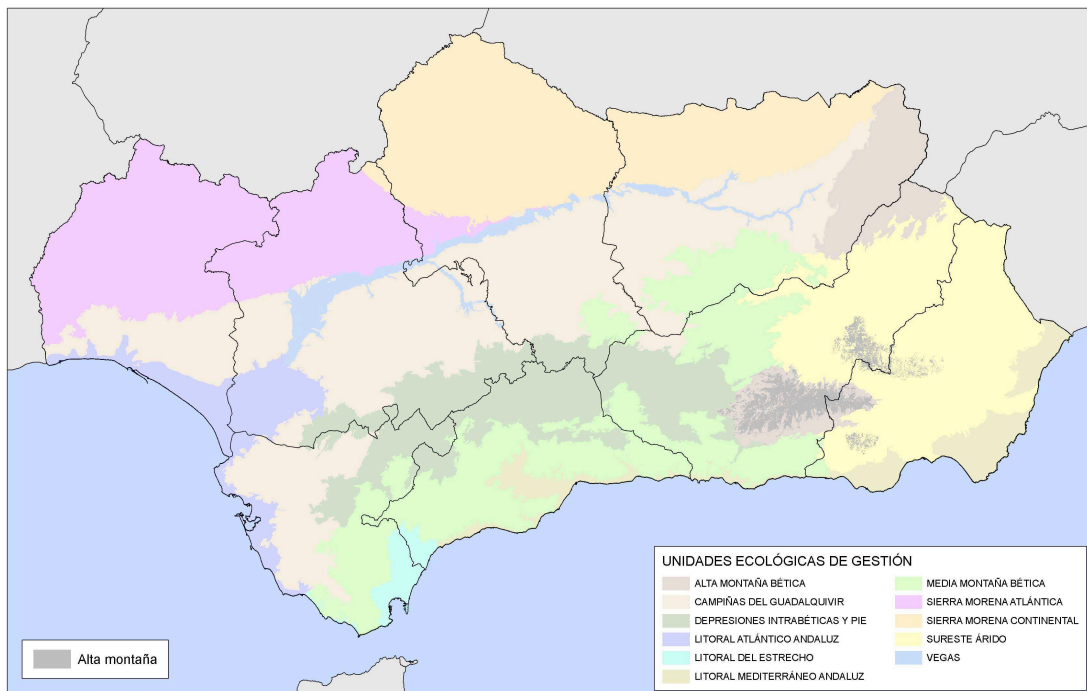 UNIDADES ECOLÓGICAS DE GESTIÓN
ALTA MONTAÑA BÉTICA
CAMPIÑAS DEL GUADALQUIVIR
DEPRESIONES INTRABÉTICAS Y PIE
LITORAL ATLÁNTICO ANDALUZ
LITORAL DEL ESTRECHO
LITORAL MEDITERRÁNEO ANDALUZ
MEDIA MONTAÑA BÉTICA
SIERRA MORENA ATLÁNTICA
SIERRA MORENA CONTINENTAL
SURESTE ÁRIDO
VEGAS
Alta montaña